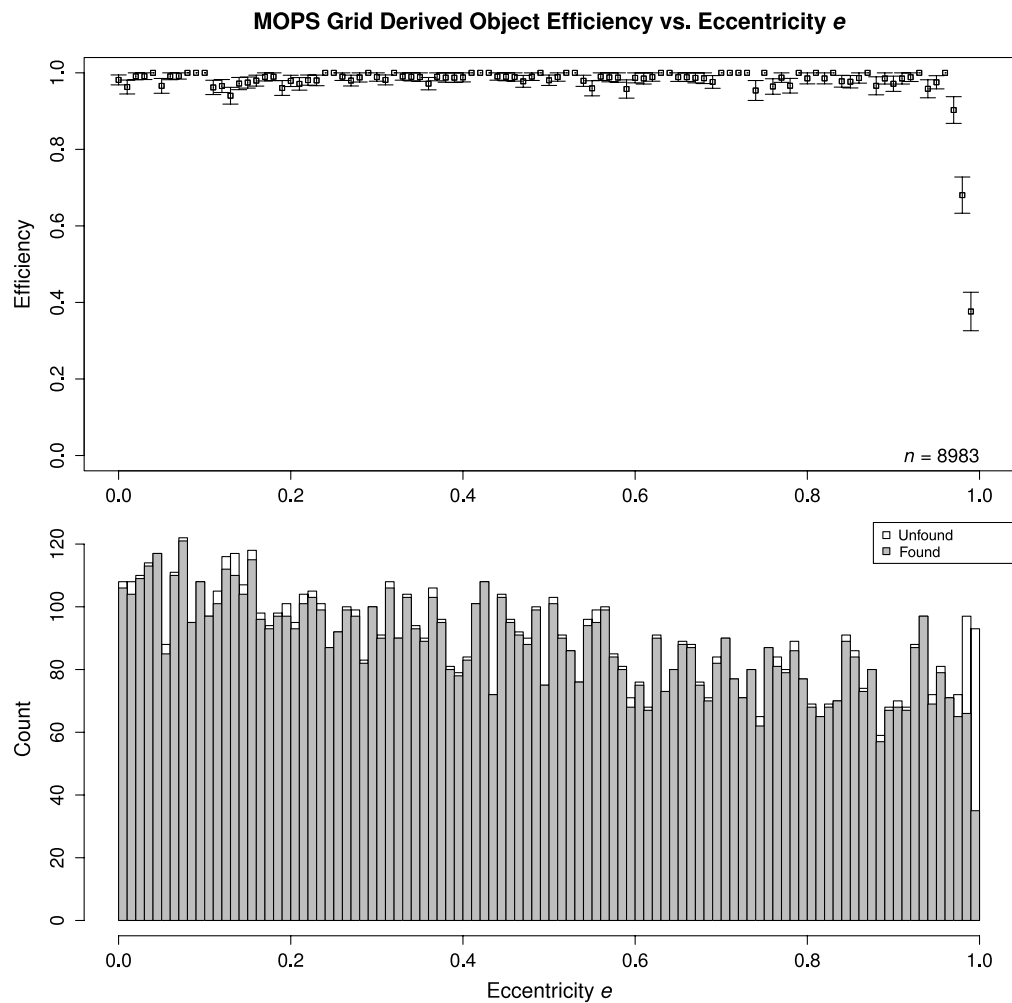 MOPS Grid Derived Object Efficiency vs. Eccentricity e
Efficiency
1.0
0.8
0.6
0.4
0.2
0.0
n = 8983
0.0 0.2 0.4 0.6 0.8 1.0
Unfound
Found
Count
120
100
80
60
40
20
0
0.0 0.2 0.4 0.6 0.8 1.0
Eccentricity e